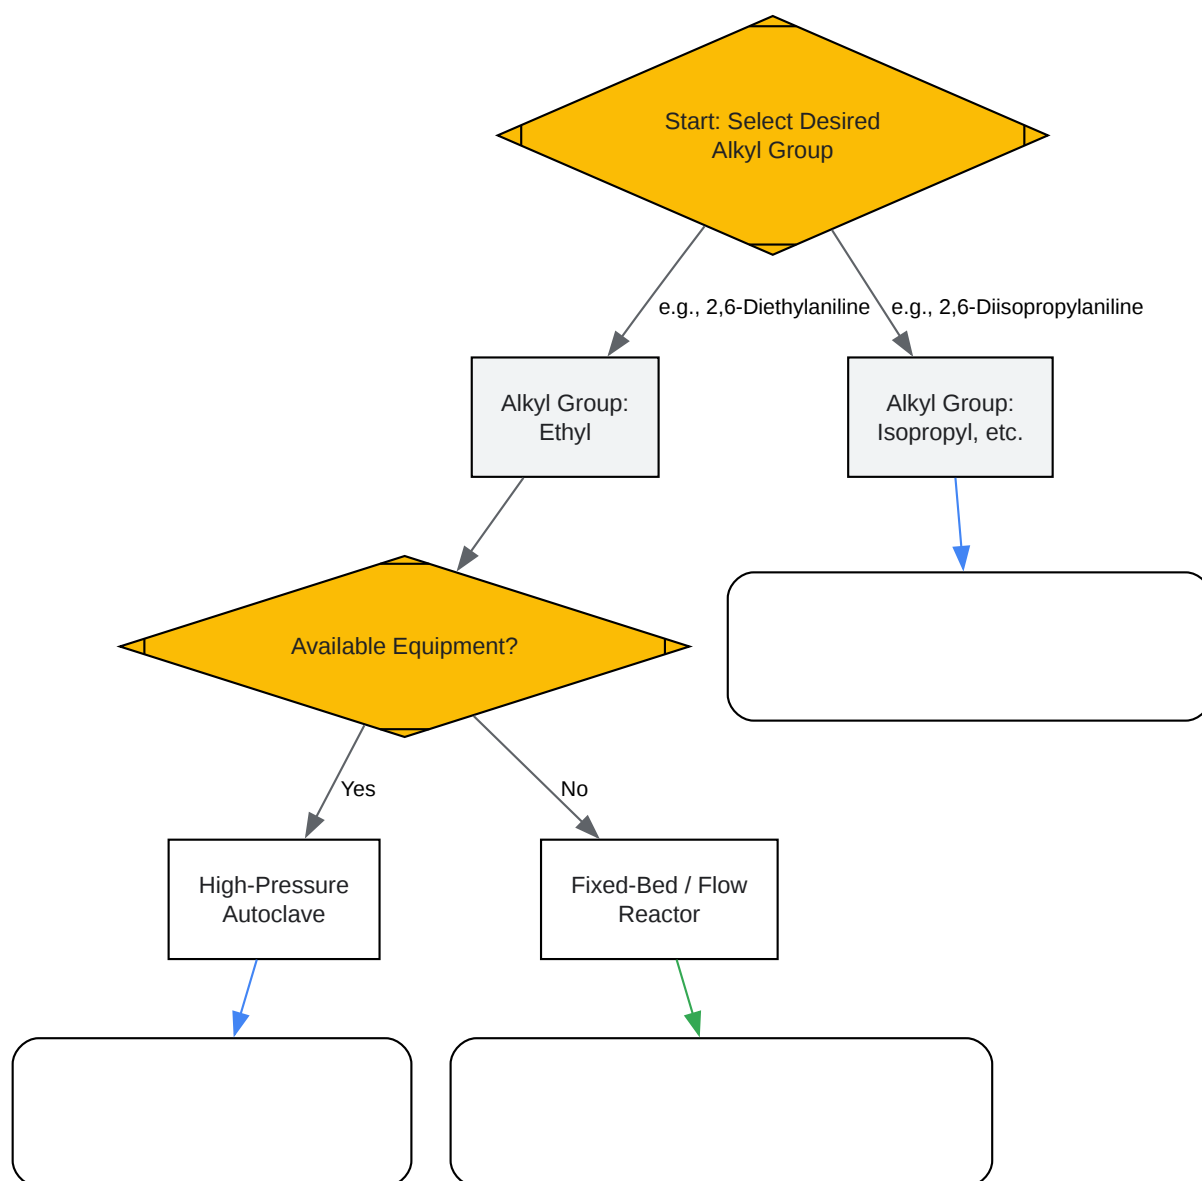 Start: Select Desired
Alkyl Group
e.g., 2,6-Diethylaniline
e.g., 2,6-Diisopropylaniline
Alkyl Group:
Ethyl
Alkyl Group:
Isopropyl, etc.
Available Equipment?
Yes
No
High-Pressure
Autoclave
Fixed-Bed / Flow
Reactor